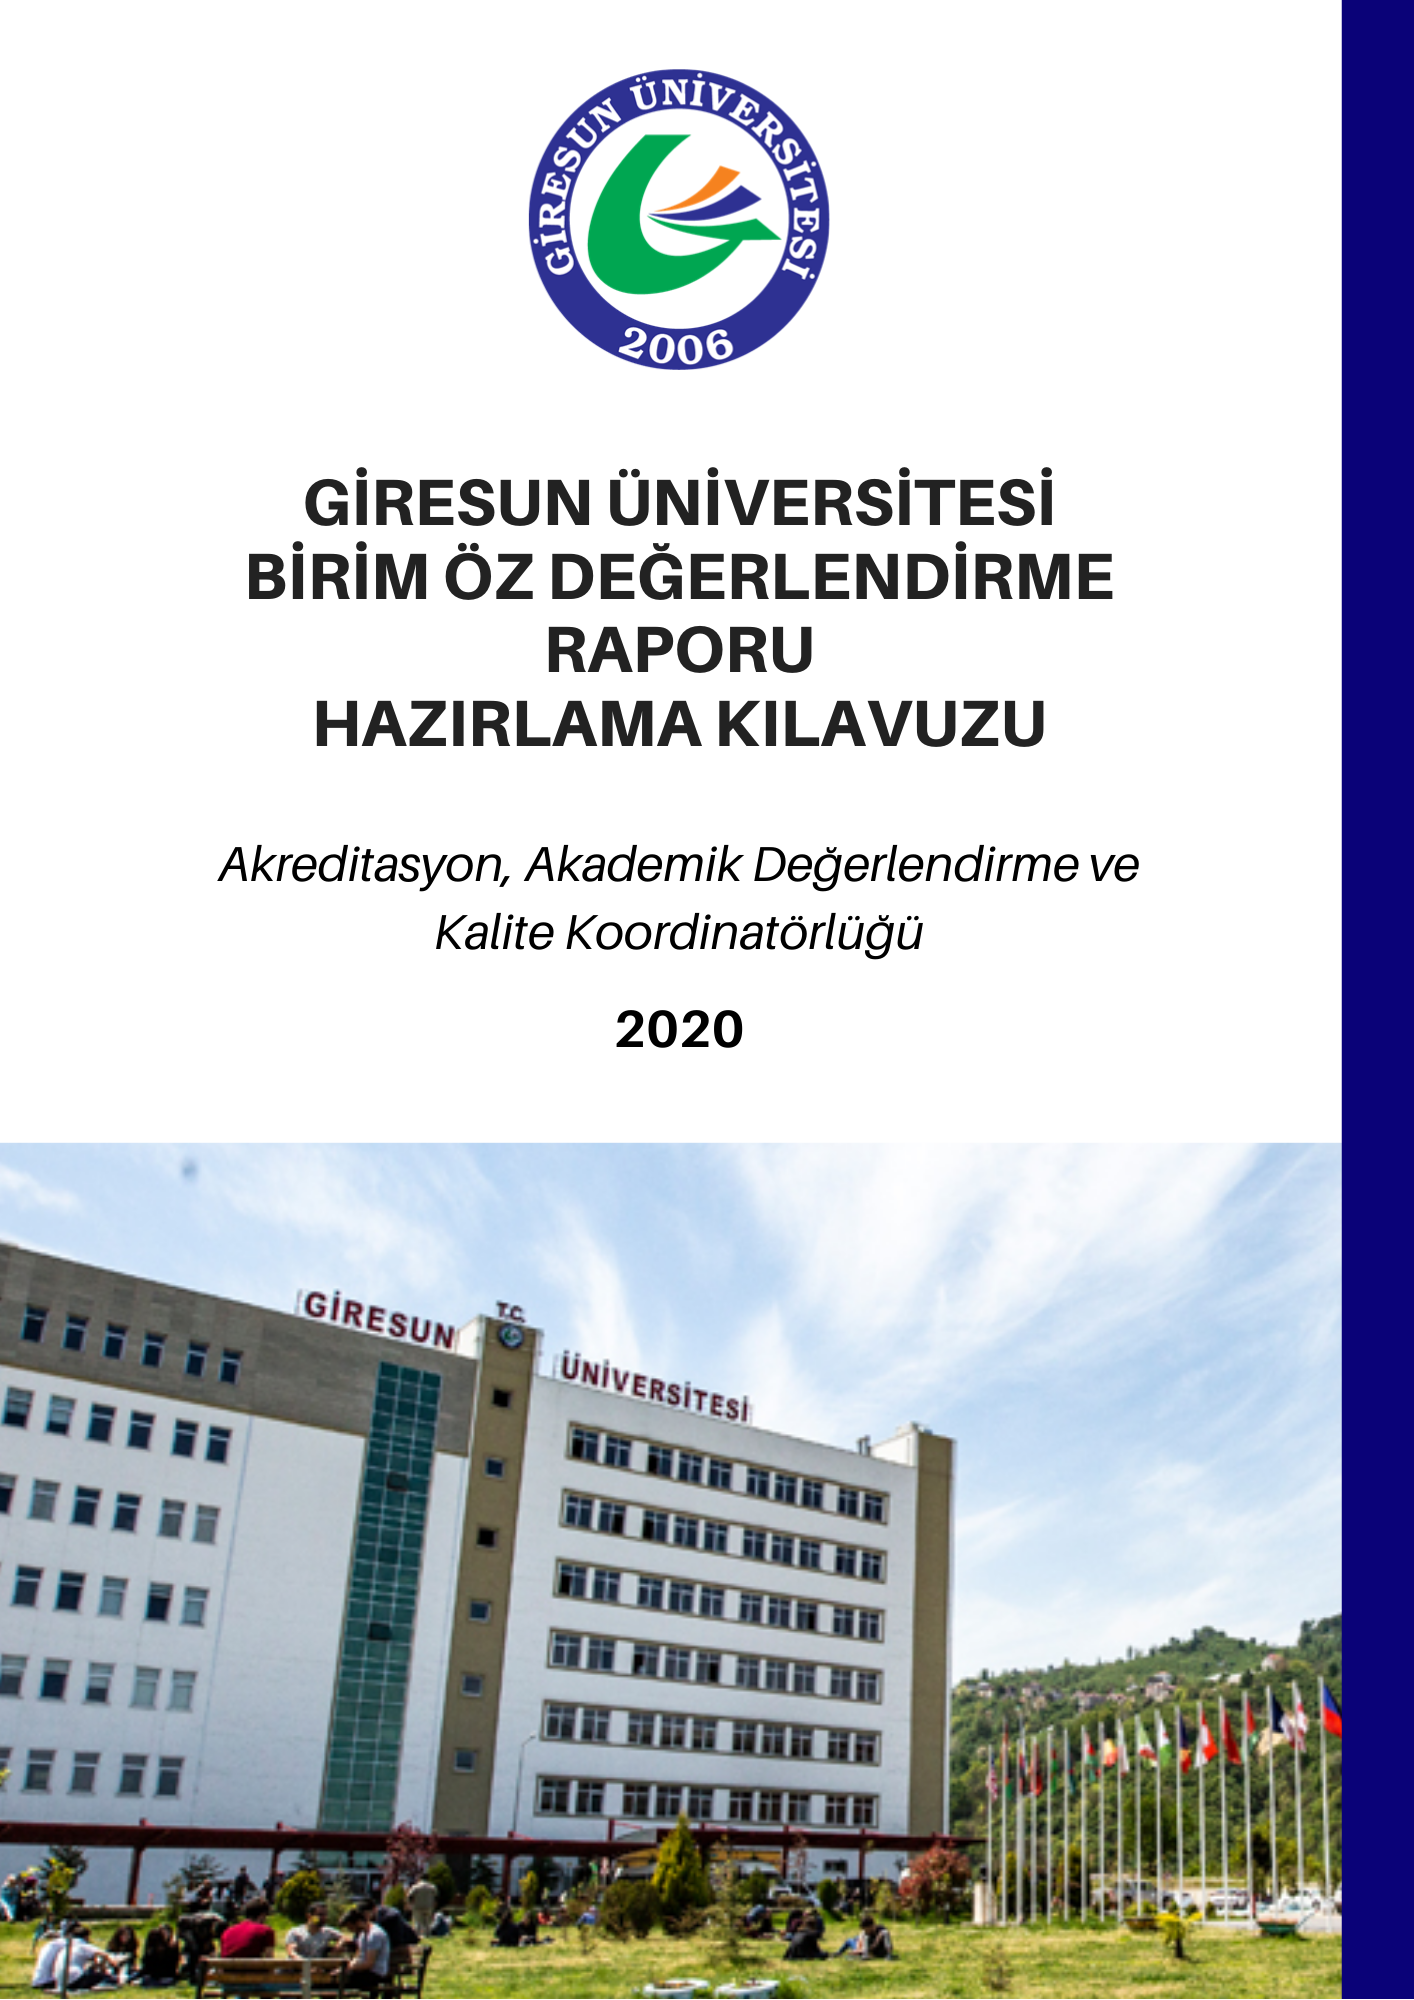 GİRESUN ÜNİVERSİTESİ
2006
GİRESUN ÜNİVERSİTESİ
BİRİM ÖZ DEĞERLENDİRME
RAPORU
HAZIRLAMA KILAVUZU
Akreditasyon, Akademik Değerlendirme ve
Kalite Koordinatörlüğü
2020
T.C.
GİRESUN
ÜNİVERSİTESİ